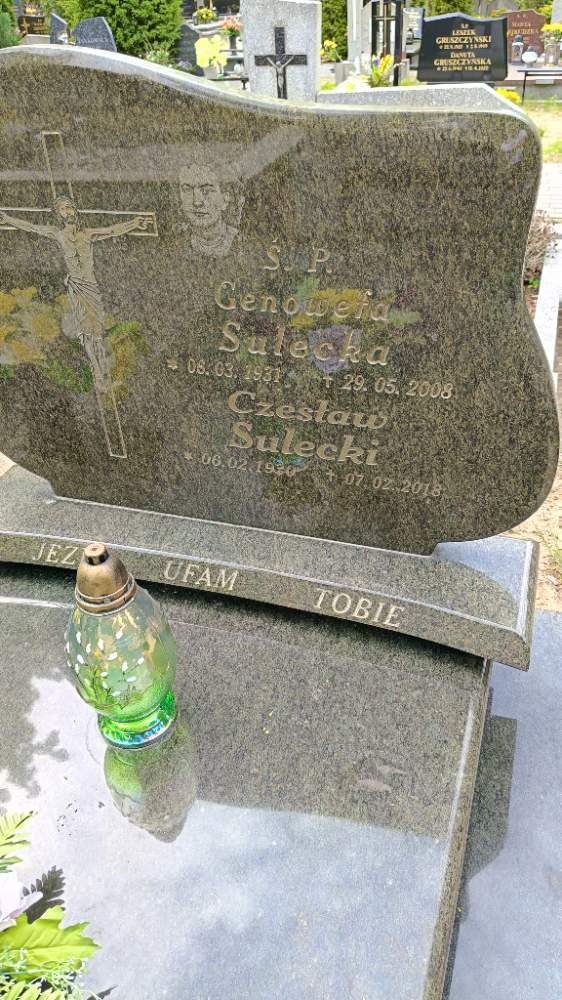 Ś. P.
Genowefa
Sulecka
* 08.03.1931 + 29.05.2008
Czesław
Sulecki
* 06.02.1930 + 07.02.2018
UFAM TOBIE
Ś.P.
LESZEK
GRUSZCZYŃSKI
DANUTA
GRUSZCZYŃSKA